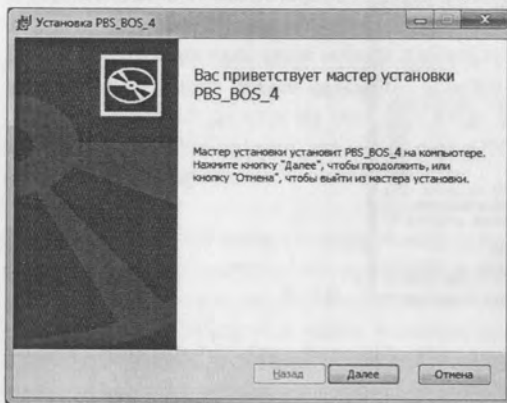 Установка PBS_BOS_4
Вас приветствует мастер установки
PBS_BOS_4
Мастер установки установит PBS_BOS_4 на компьютере.
Нажмите кнопку "Далее", чтобы продолжить, или
кнопку "Отмена", чтобы выйти из мастера установки.
Назад Далее Отмена